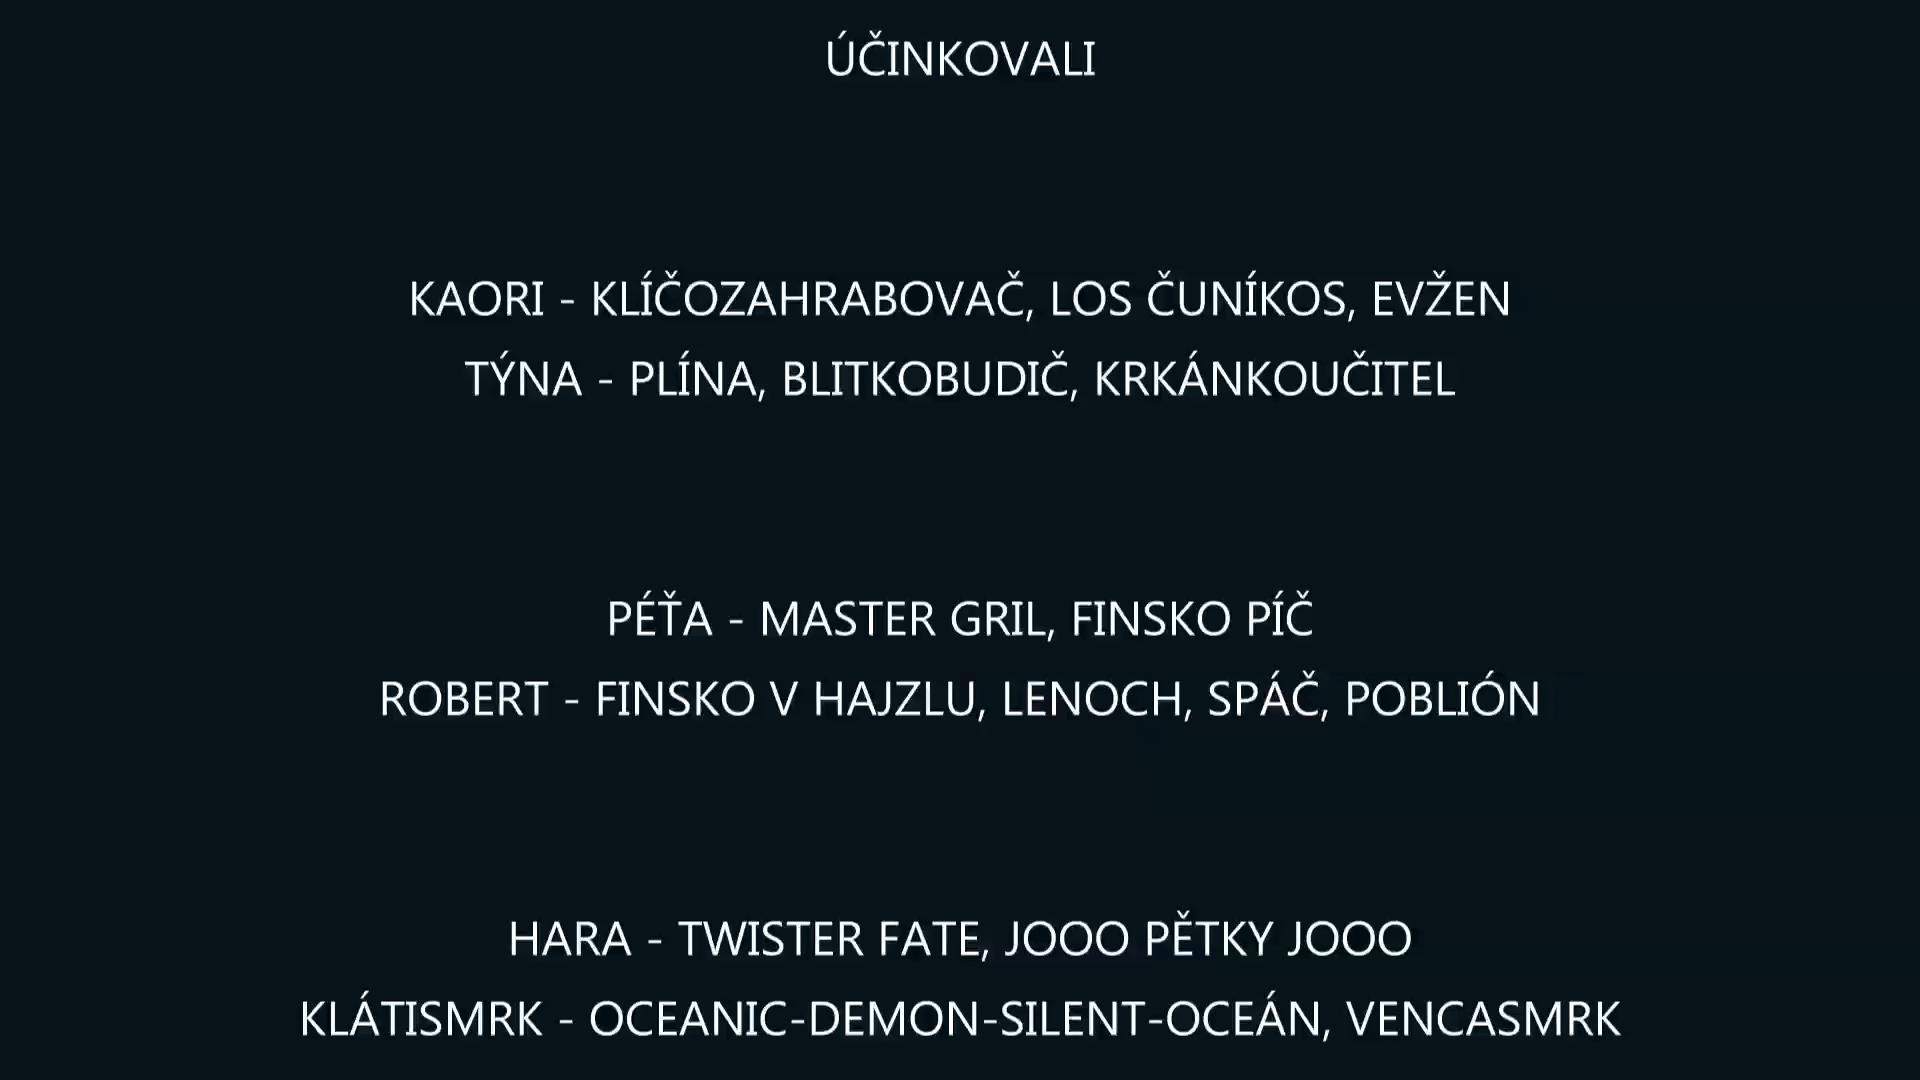 ÚČINKOVALI
KAORI - KLÍČOZAHRABOVAČ, LOS ČUNÍKOS, EVŽEN
TÝNA - PLÍNA, BLITKOBUDIČ, KRKÁNKOUČITEL
PÉŤA - MASTER GRIL, FINSKO PÍČ
ROBERT - FINSKO V HAJZLU, LENOCH, SPÁČ, POBLIÓN
HARA - TWISTER FATE, JOOO PĚTKY JOOO
KLÁTISMRK - OCEANIC-DEMON-SILENT-OCEÁN, VENCASMRK